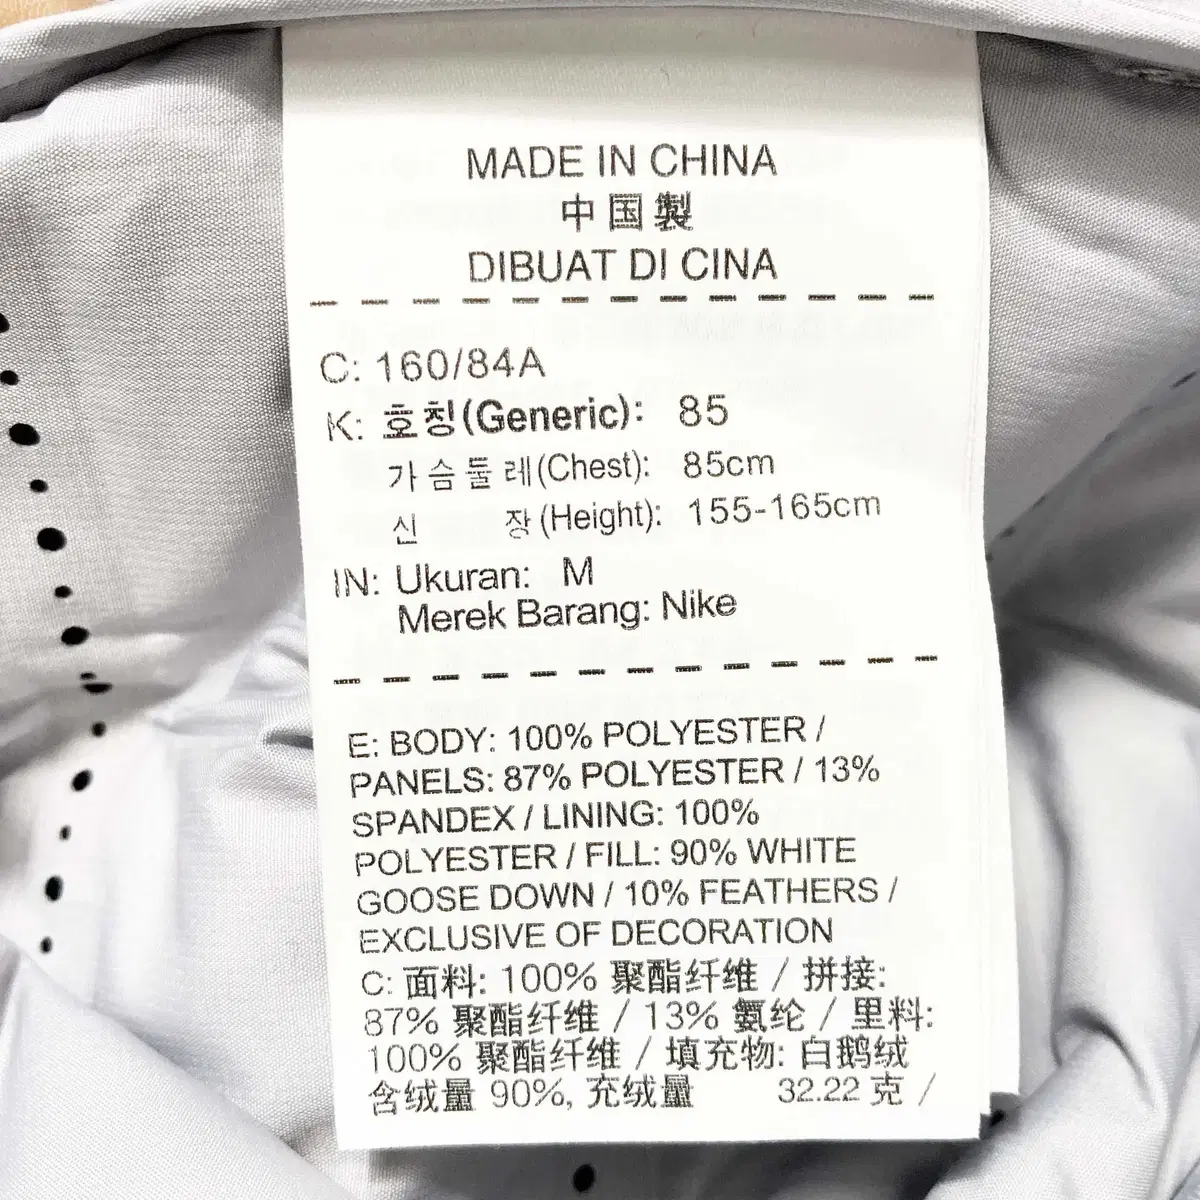 MADE IN CHINA
中国製
DIBUAT DI CINA
C: 160/84A
K: 호칭(Generic): 85
가슴둘레(Chest): 85cm
신 장(Height): 155-165cm
IN: Ukuran: M
Merek Barang: Nike
E: BODY: 100% POLYESTER /
PANELS: 87% POLYESTER / 13%
SPANDEX / LINING: 100%
POLYESTER / FILL: 90% WHITE
GOOSE DOWN / 10% FEATHERS /
EXCLUSIVE OF DECORATION
C: 面料: 100% 聚酯纤维 / 拼接:
87% 聚酯纤维 / 13% 氨纶 / 里料:
100% 聚酯纤维 / 填充物: 白鹅绒
含绒量 90%, 充绒量 32.22 克 /